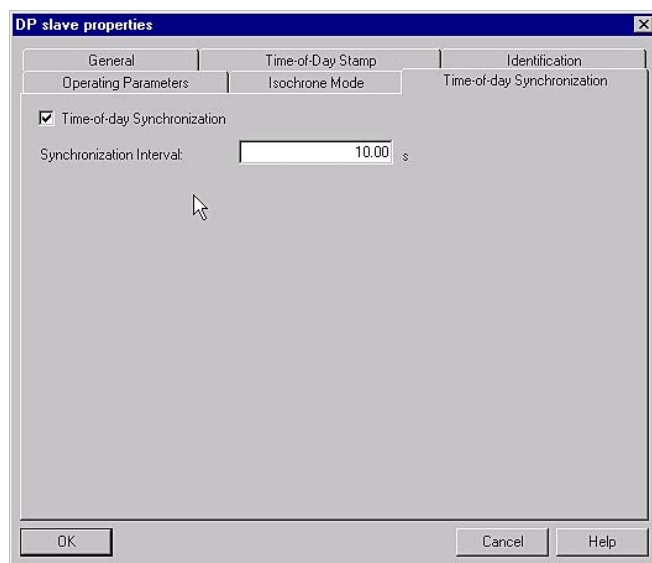 DP slave properties
General
Time-of-Day Stamp
Identification
Operating Parameters
Isochrone Mode
Time-of-day Synchronization
Time-of-day Synchronization
Synchronization Interval:
10.00 s
OK
Cancel
Help